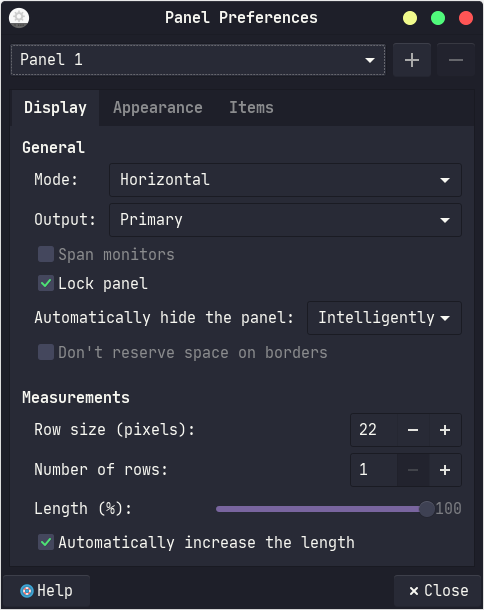 Panel Preferences
Panel 1
Display Appearance Items
General
Mode: Horizontal
Output: Primary
Span monitors
Lock panel
Automatically hide the panel: Intelligently
Don't reserve space on borders
Measurements
Row size (pixels): 22 − +
Number of rows: 1 − +
Length (%): 100
Automatically increase the length
Help × Close